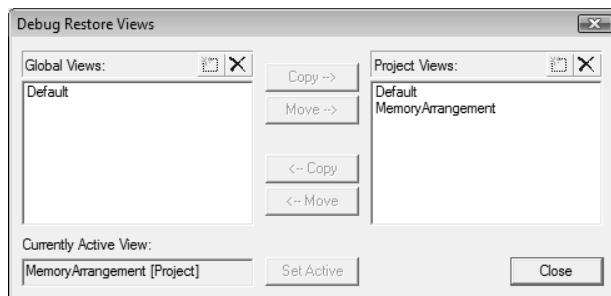 Debug Restore Views
Global Views:
Default
Copy -->
Move -->
<-- Copy
<-- Move
Project Views:
Default
MemoryArrangement
Currently Active View:
MemoryArrangement [Project]
Set Active
Close